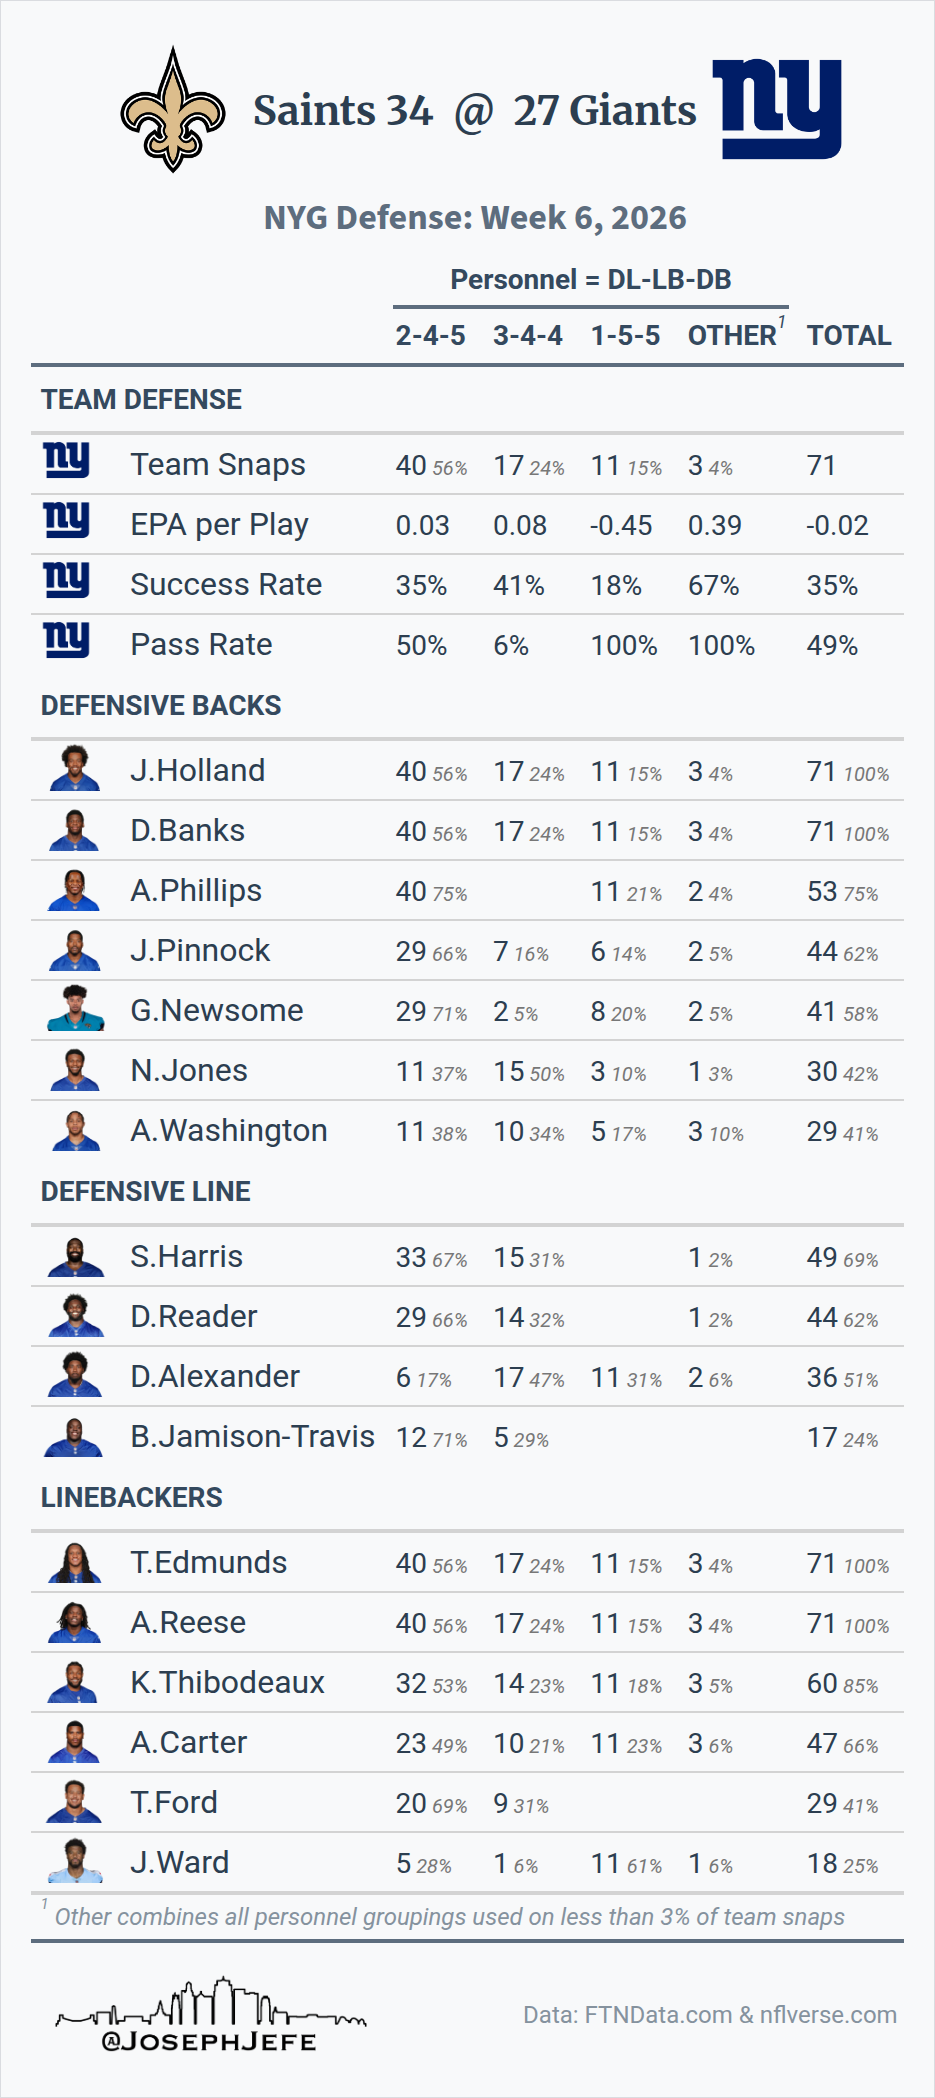 Saints 34 @ 27 Giants
ny
NYG Defense: Week 6, 2026
Personnel = DL-LB-DB
2-4-5 3-4-4 1-5-5 OTHER1 TOTAL
TEAM DEFENSE
ny Team Snaps 40 56% 17 24% 11 15% 3 4% 71
ny EPA per Play 0.03 0.08 -0.45 0.39 -0.02
ny Success Rate 35% 41% 18% 67% 35%
ny Pass Rate 50% 6% 100% 100% 49%
DEFENSIVE BACKS
J.Holland 40 56% 17 24% 11 15% 3 4% 71 100%
D.Banks 40 56% 17 24% 11 15% 3 4% 71 100%
A.Phillips 40 75% 11 21% 2 4% 53 75%
J.Pinnock 29 66% 7 16% 6 14% 2 5% 44 62%
G.Newsome 29 71% 2 5% 8 20% 2 5% 41 58%
N.Jones 11 37% 15 50% 3 10% 1 3% 30 42%
A.Washington 11 38% 10 34% 5 17% 3 10% 29 41%
DEFENSIVE LINE
S.Harris 33 67% 15 31% 1 2% 49 69%
D.Reader 29 66% 14 32% 1 2% 44 62%
D.Alexander 6 17% 17 47% 11 31% 2 6% 36 51%
B.Jamison-Travis 12 71% 5 29% 17 24%
LINEBACKERS
T.Edmunds 40 56% 17 24% 11 15% 3 4% 71 100%
A.Reese 40 56% 17 24% 11 15% 3 4% 71 100%
K.Thibodeaux 32 53% 14 23% 11 18% 3 5% 60 85%
A.Carter 23 49% 10 21% 11 23% 3 6% 47 66%
T.Ford 20 69% 9 31% 29 41%
J.Ward 5 28% 1 6% 11 61% 1 6% 18 25%
1 Other combines all personnel groupings used on less than 3% of team snaps
@JosephJefe
Data: FTNData.com & nflverse.com